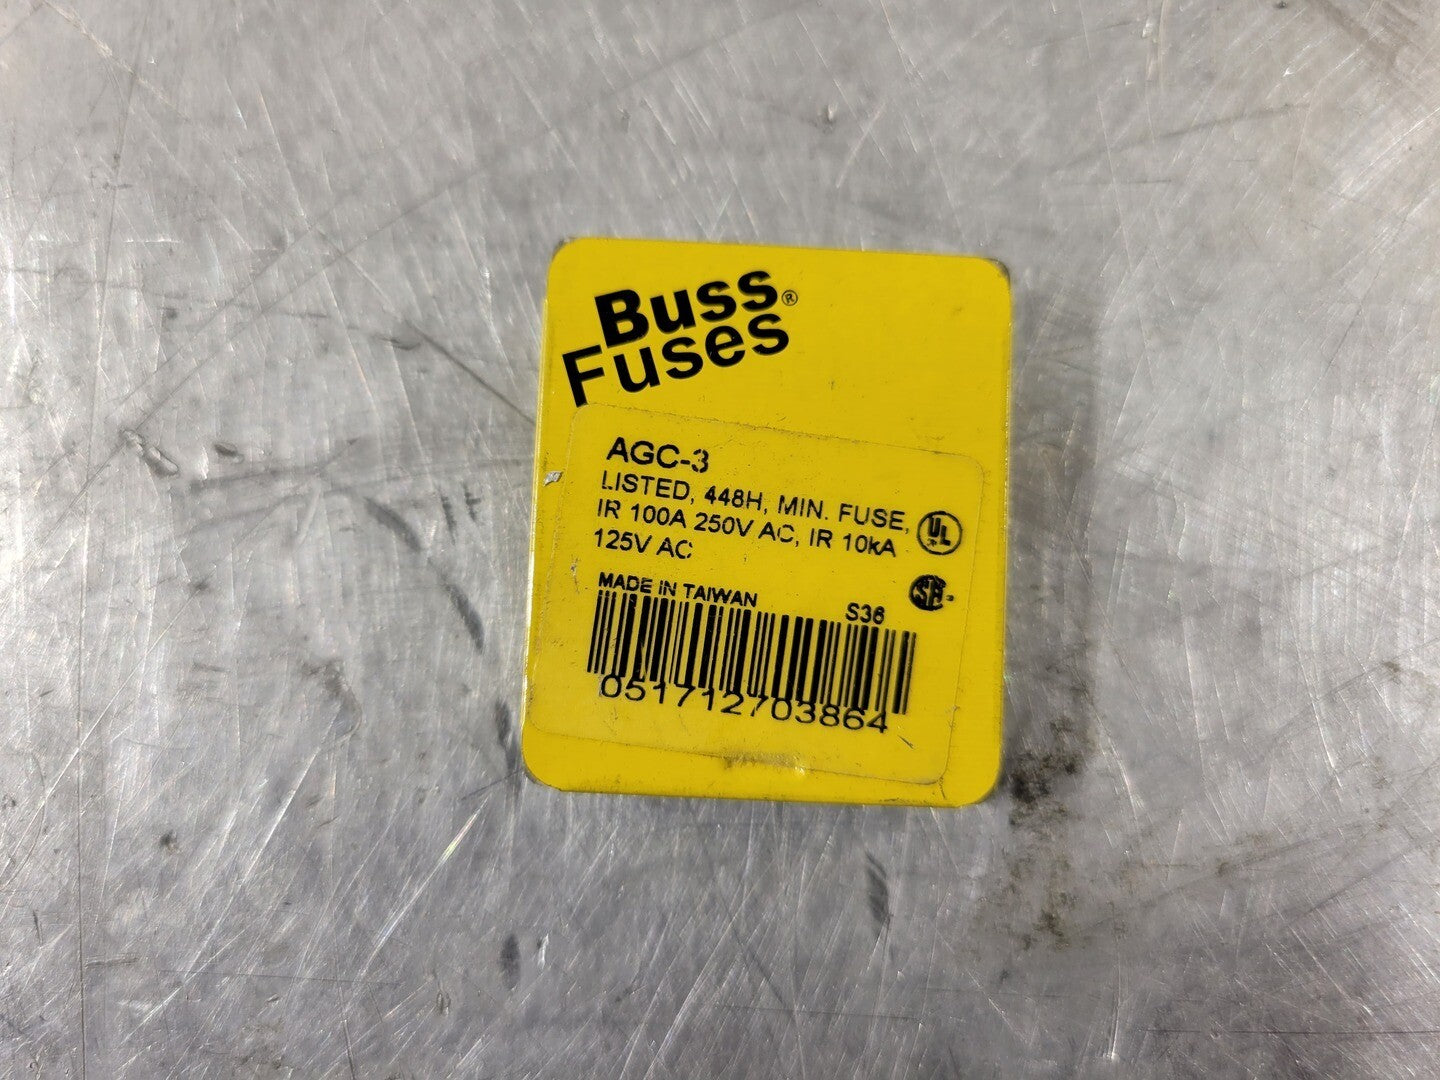 Buss®
Fuses
AGC-3
LISTED, 448H, MIN. FUSE,
IR 100A 250V AC, IR 10kA
125V AC
UL
MADE IN TAIWAN S36
051712703864